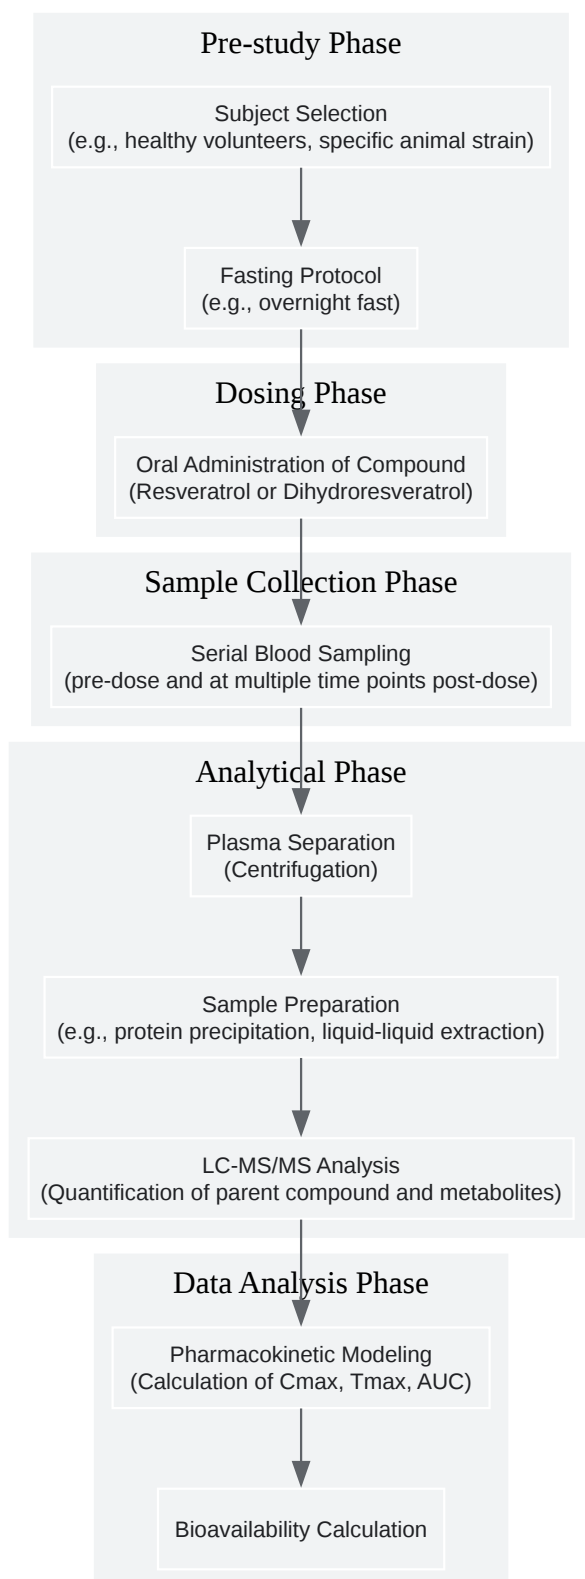 Pre-study Phase
Subject Selection
(e.g., healthy volunteers, specific animal strain)
Fasting Protocol
(e.g., overnight fast)
Dosing Phase
Oral Administration of Compound
(Resveratrol or Dihydroresveratrol)
Sample Collection Phase
Serial Blood Sampling
(pre-dose and at multiple time points post-dose)
Analytical Phase
Plasma Separation
(Centrifugation)
Sample Preparation
(e.g., protein precipitation, liquid-liquid extraction)
LC-MS/MS Analysis
(Quantification of parent compound and metabolites)
Data Analysis Phase
Pharmacokinetic Modeling
(Calculation of Cmax, Tmax, AUC)
Bioavailability Calculation